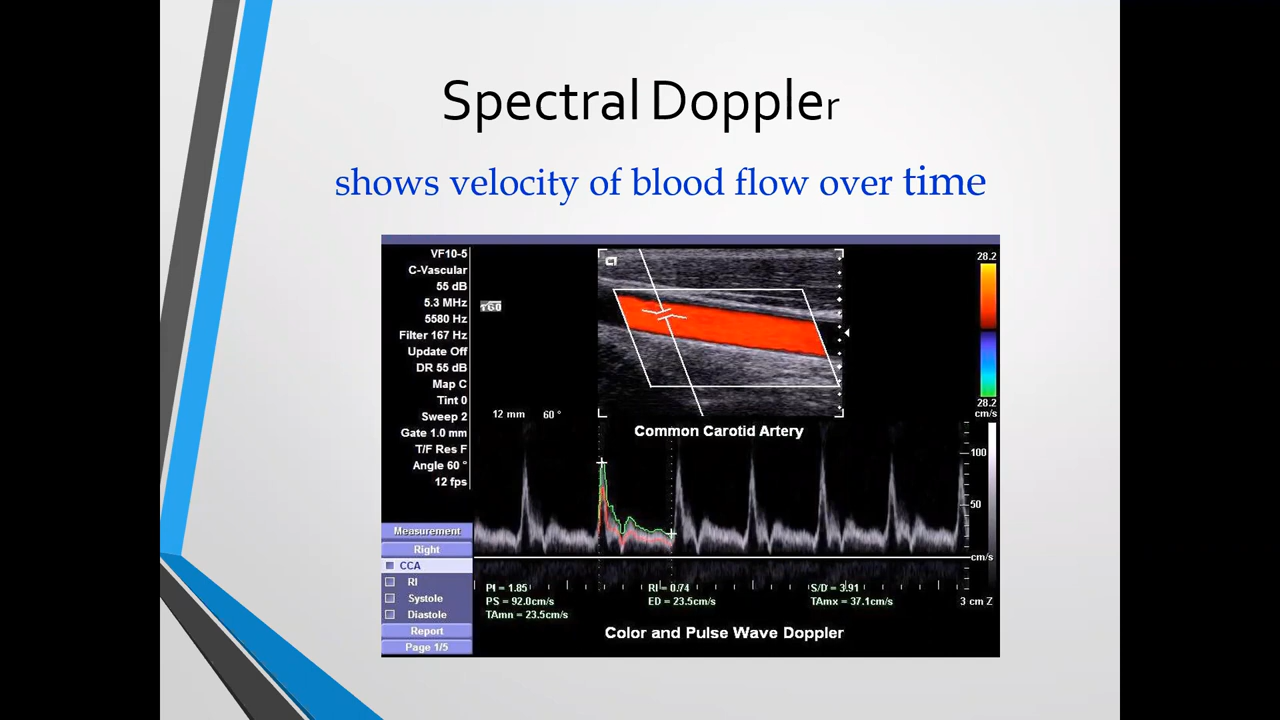 Spectral Doppler
shows velocity of blood flow over time
VF10-5
C-Vascular
55 dB
5.3 MHz
5580 Hz
Filter 167 Hz
Update Off
DR 55 dB
Map C
Tint 0
Sweep 2
Gate 1.0 mm
T/F Res F
Angle 60 °
12 fps
12 mm 60 °
28.2
28.2
cm/s
Common Carotid Artery
100
50
cm/s
Measurement
Right
CCA
RI
Systole
Diastole
Report
Page 1/5
PI = 1.85 RI = 0.74 S/D = 3.91
PS = 92.0cm/s ED = 23.5cm/s TAmx = 37.1cm/s 3 cm Z
TAmn = 23.5cm/s
Color and Pulse Wave Doppler